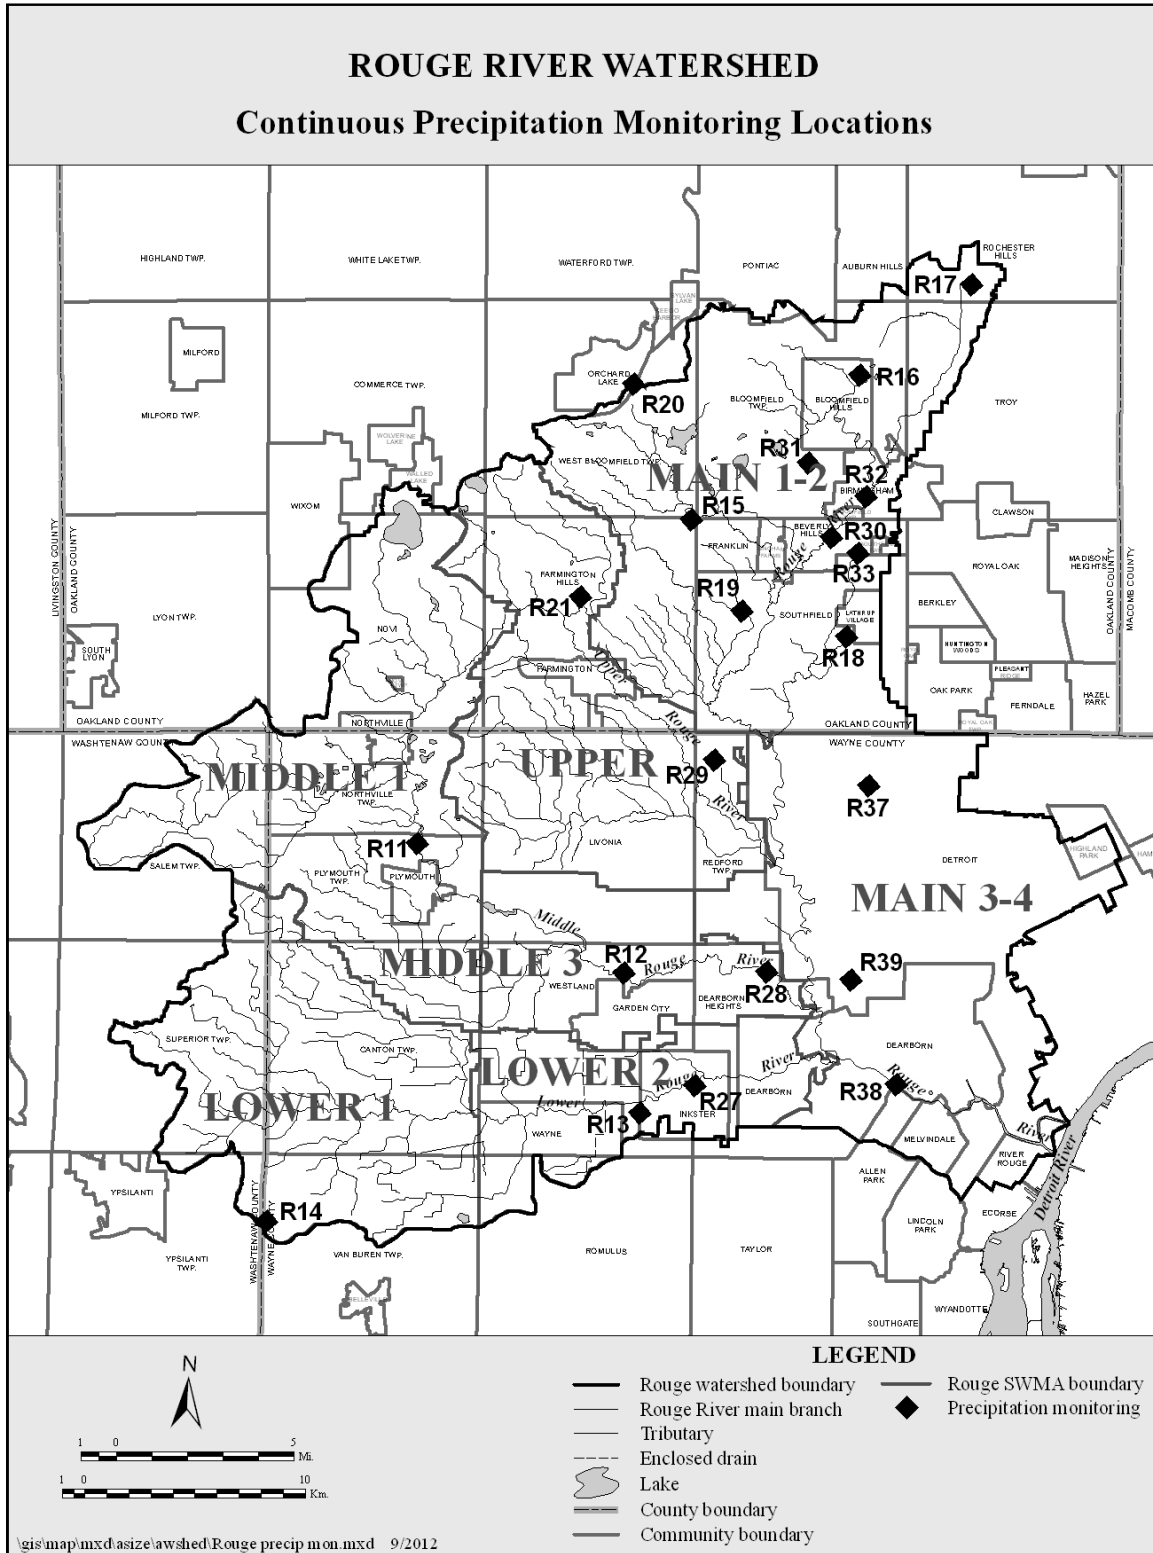 ROUGE RIVER WATERSHED
Continuous Precipitation Monitoring Locations
HIGHLAND TWP.
WHITE LAKE TWP.
WATERFORD TWP.
PONTIAC
AUBURN HILLS
ROCHESTER
HILLS
R17
SYLVAN
LAKE
KEEGO
HARBOR
MILFORD
ORCHARD
LAKE
R20
R16
COMMERCE TWP.
MILFORD TWP.
BLOOMFIELD
TWP.
BLOOMFIELD
HILLS
TROY
WOLVERINE
LAKE
WALLED
LAKE
R31
WEST BLOOMFIELD TWP.
MAIN 1-2
R32
BIRMINGHAM
WIXOM
R15
CLAWSON
BEVERLY
HILLS
R30
FRANKLIN
Rouge
River
R33
ROYAL OAK
MADISON
HEIGHTS
LIVINGSTON COUNTY
OAKLAND COUNTY
OAKLAND COUNTY
MACOMB COUNTY
FARMINGTON
HILLS
R21
R19
SOUTHFIELD
LATHRUP
VILLAGE
BERKLEY
LYON TWP.
NOVI
R18
SOUTH
LYON
HUNTINGTON
WOODS
PLEASANT
RIDGE
FARMINGTON
Upper
OAK PARK
FERNDALE
HAZEL
PARK
OAKLAND COUNTY
WASHTENAW COUNTY
NORTHVILLE
Rouge
OAKLAND COUNTY
WAYNE COUNTY
ROYAL OAK
MIDDLE 1
UPPER
R29
NORTHVILLE
TWP.
River
R37
R11
LIVONIA
REDFORD
TWP.
DETROIT
HIGHLAND
PARK
SALEM TWP.
PLYMOUTH
TWP.
PLYMOUTH
MAIN 3-4
Middle
MIDDLE 3
R12
Rouge
River
R28
R39
WESTLAND
GARDEN CITY
DEARBORN
HEIGHTS
SUPERIOR TWP.
CANTON TWP.
DEARBORN
LOWER 2
River
LOWER 1
Lower
Rouge
R27
DEARBORN
R38
Rouge
R13
INKSTER
WAYNE
MELVINDALE
River
RIVER
ROUGE
ALLEN
PARK
YPSILANTI
R14
LINCOLN
PARK
ECORSE
Detroit River
WASHTENAW COUNTY
WAYNE COUNTY
YPSILANTI
TWP.
VAN BUREN TWP.
ROMULUS
TAYLOR
BELLEVILLE
SOUTHGATE
WYANDOTTE
N
1 0 5
Mi.
1 0 10
Km.
LEGEND
Rouge watershed boundary
Rouge SWMA boundary
Rouge River main branch
Precipitation monitoring
Tributary
Enclosed drain
Lake
County boundary
Community boundary
\gis\map\mxd\asize\awshed\Rouge precip mon.mxd 9/2012